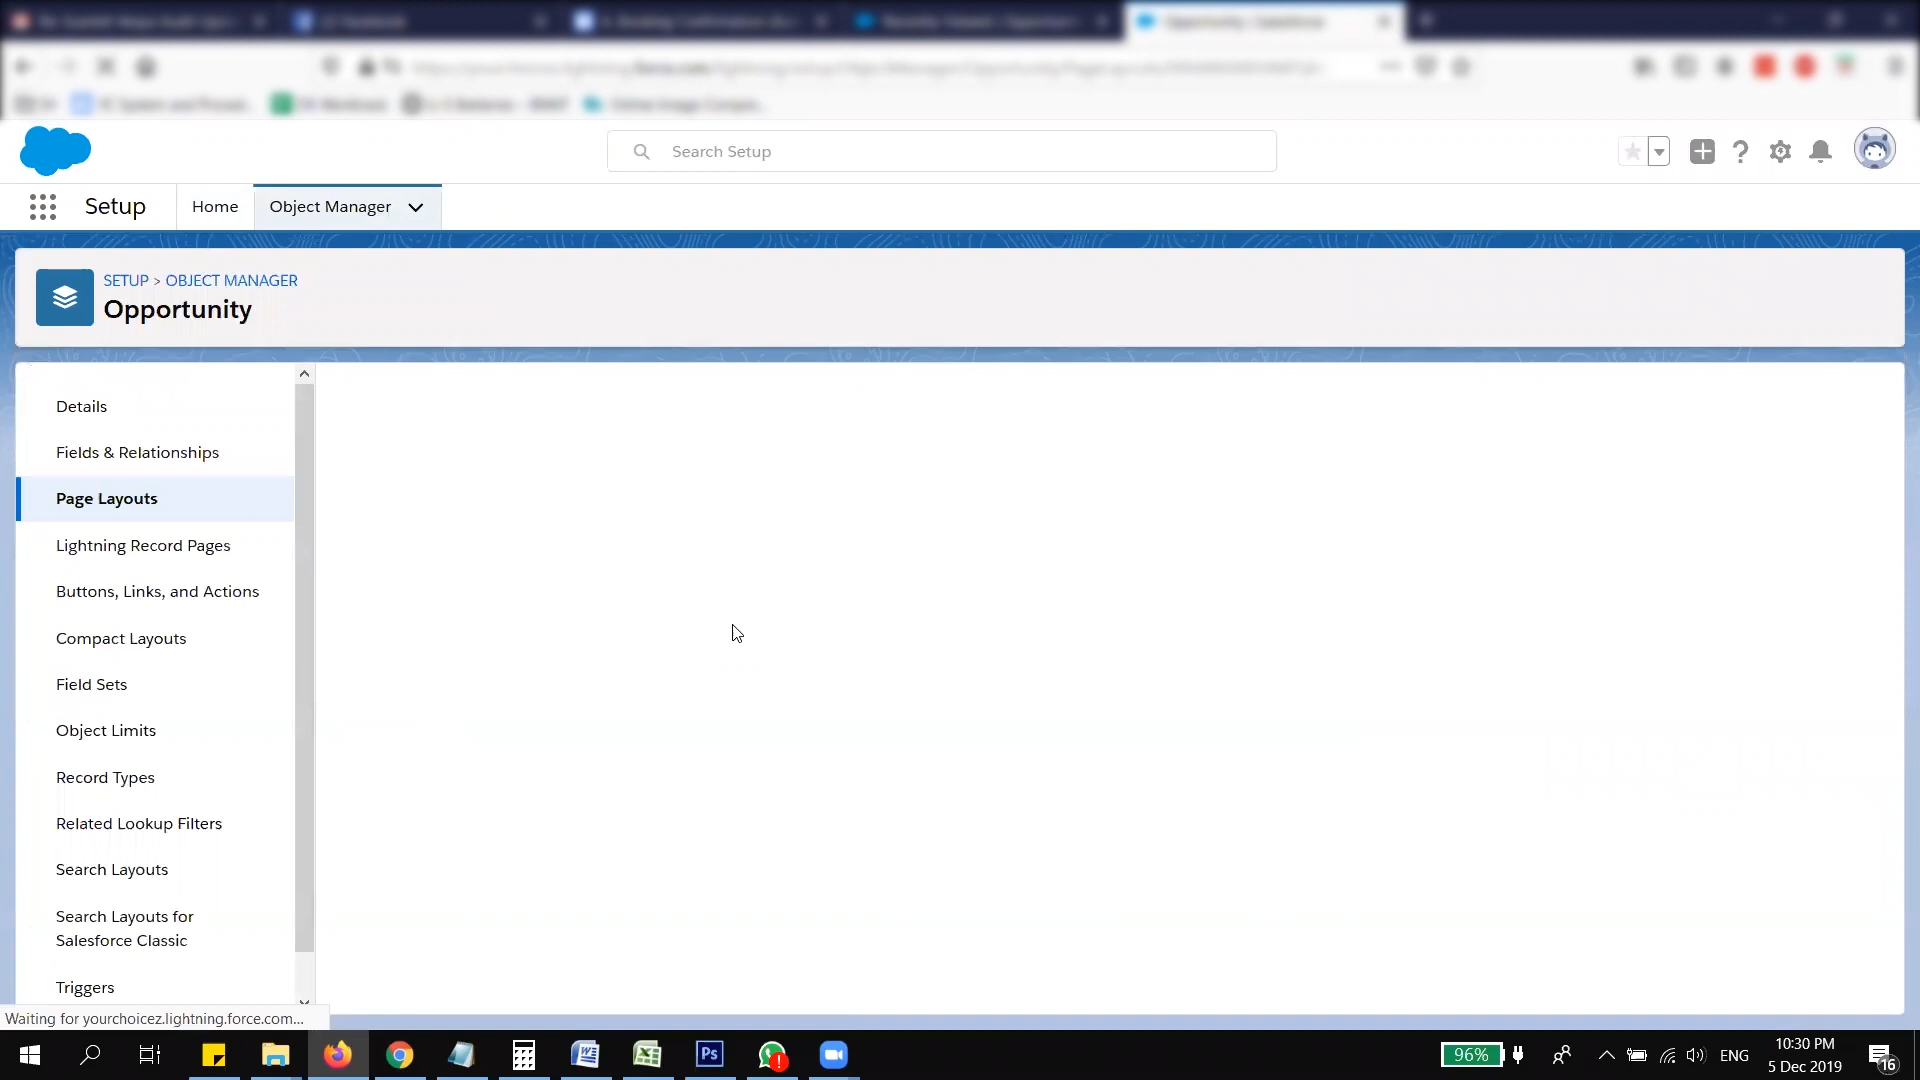 Search Setup
Setup
Home
Object Manager
SETUP > OBJECT MANAGER
Opportunity
Details
Fields & Relationships
Page Layouts
Lightning Record Pages
Buttons, Links, and Actions
Compact Layouts
Field Sets
Object Limits
Record Types
Related Lookup Filters
Search Layouts
Search Layouts for
Salesforce Classic
Triggers
Waiting for yourchoicez.lightning.force.com...
96%
ENG
10:30 PM
5 Dec 2019
16